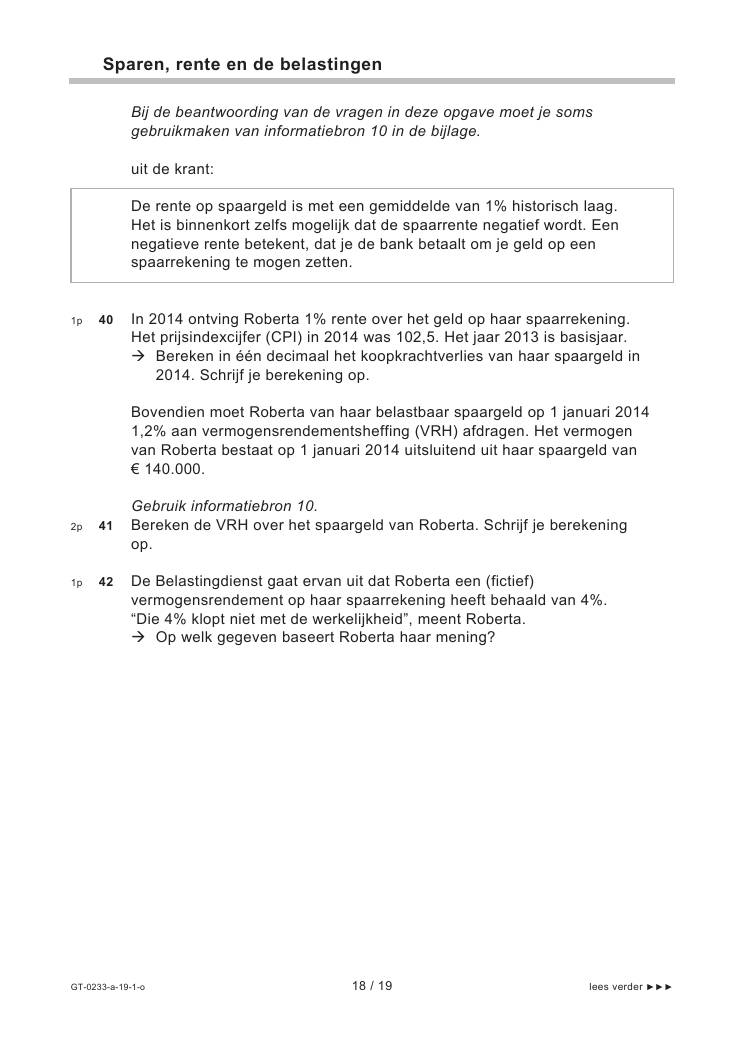 Sparen, rente en de belastingen
Bij de beantwoording van de vragen in deze opgave moet je soms
gebruikmaken van informatiebron 10 in de bijlage.
uit de krant:
De rente op spaargeld is met een gemiddelde van 1% historisch laag.
Het is binnenkort zelfs mogelijk dat de spaarrente negatief wordt. Een
negatieve rente betekent, dat je de bank betaalt om je geld op een
spaarrekening te mogen zetten.
1p 40 In 2014 ontving Roberta 1% rente over het geld op haar spaarrekening.
Het prijsindexcijfer (CPI) in 2014 was 102,5. Het jaar 2013 is basisjaar.
→ Bereken in één decimaal het koopkrachtverlies van haar spaargeld in
2014. Schrijf je berekening op.
Bovendien moet Roberta van haar belastbaar spaargeld op 1 januari 2014
1,2% aan vermogensrendementsheffing (VRH) afdragen. Het vermogen
van Roberta bestaat op 1 januari 2014 uitsluitend uit haar spaargeld van
€ 140.000.
Gebruik informatiebron 10.
2p 41 Bereken de VRH over het spaargeld van Roberta. Schrijf je berekening
op.
1p 42 De Belastingdienst gaat ervan uit dat Roberta een (fictief)
vermogensrendement op haar spaarrekening heeft behaald van 4%.
“Die 4% klopt niet met de werkelijkheid”, meent Roberta.
→ Op welk gegeven baseert Roberta haar mening?
GT-0233-a-19-1-o 18 / 19 lees verder ►►►